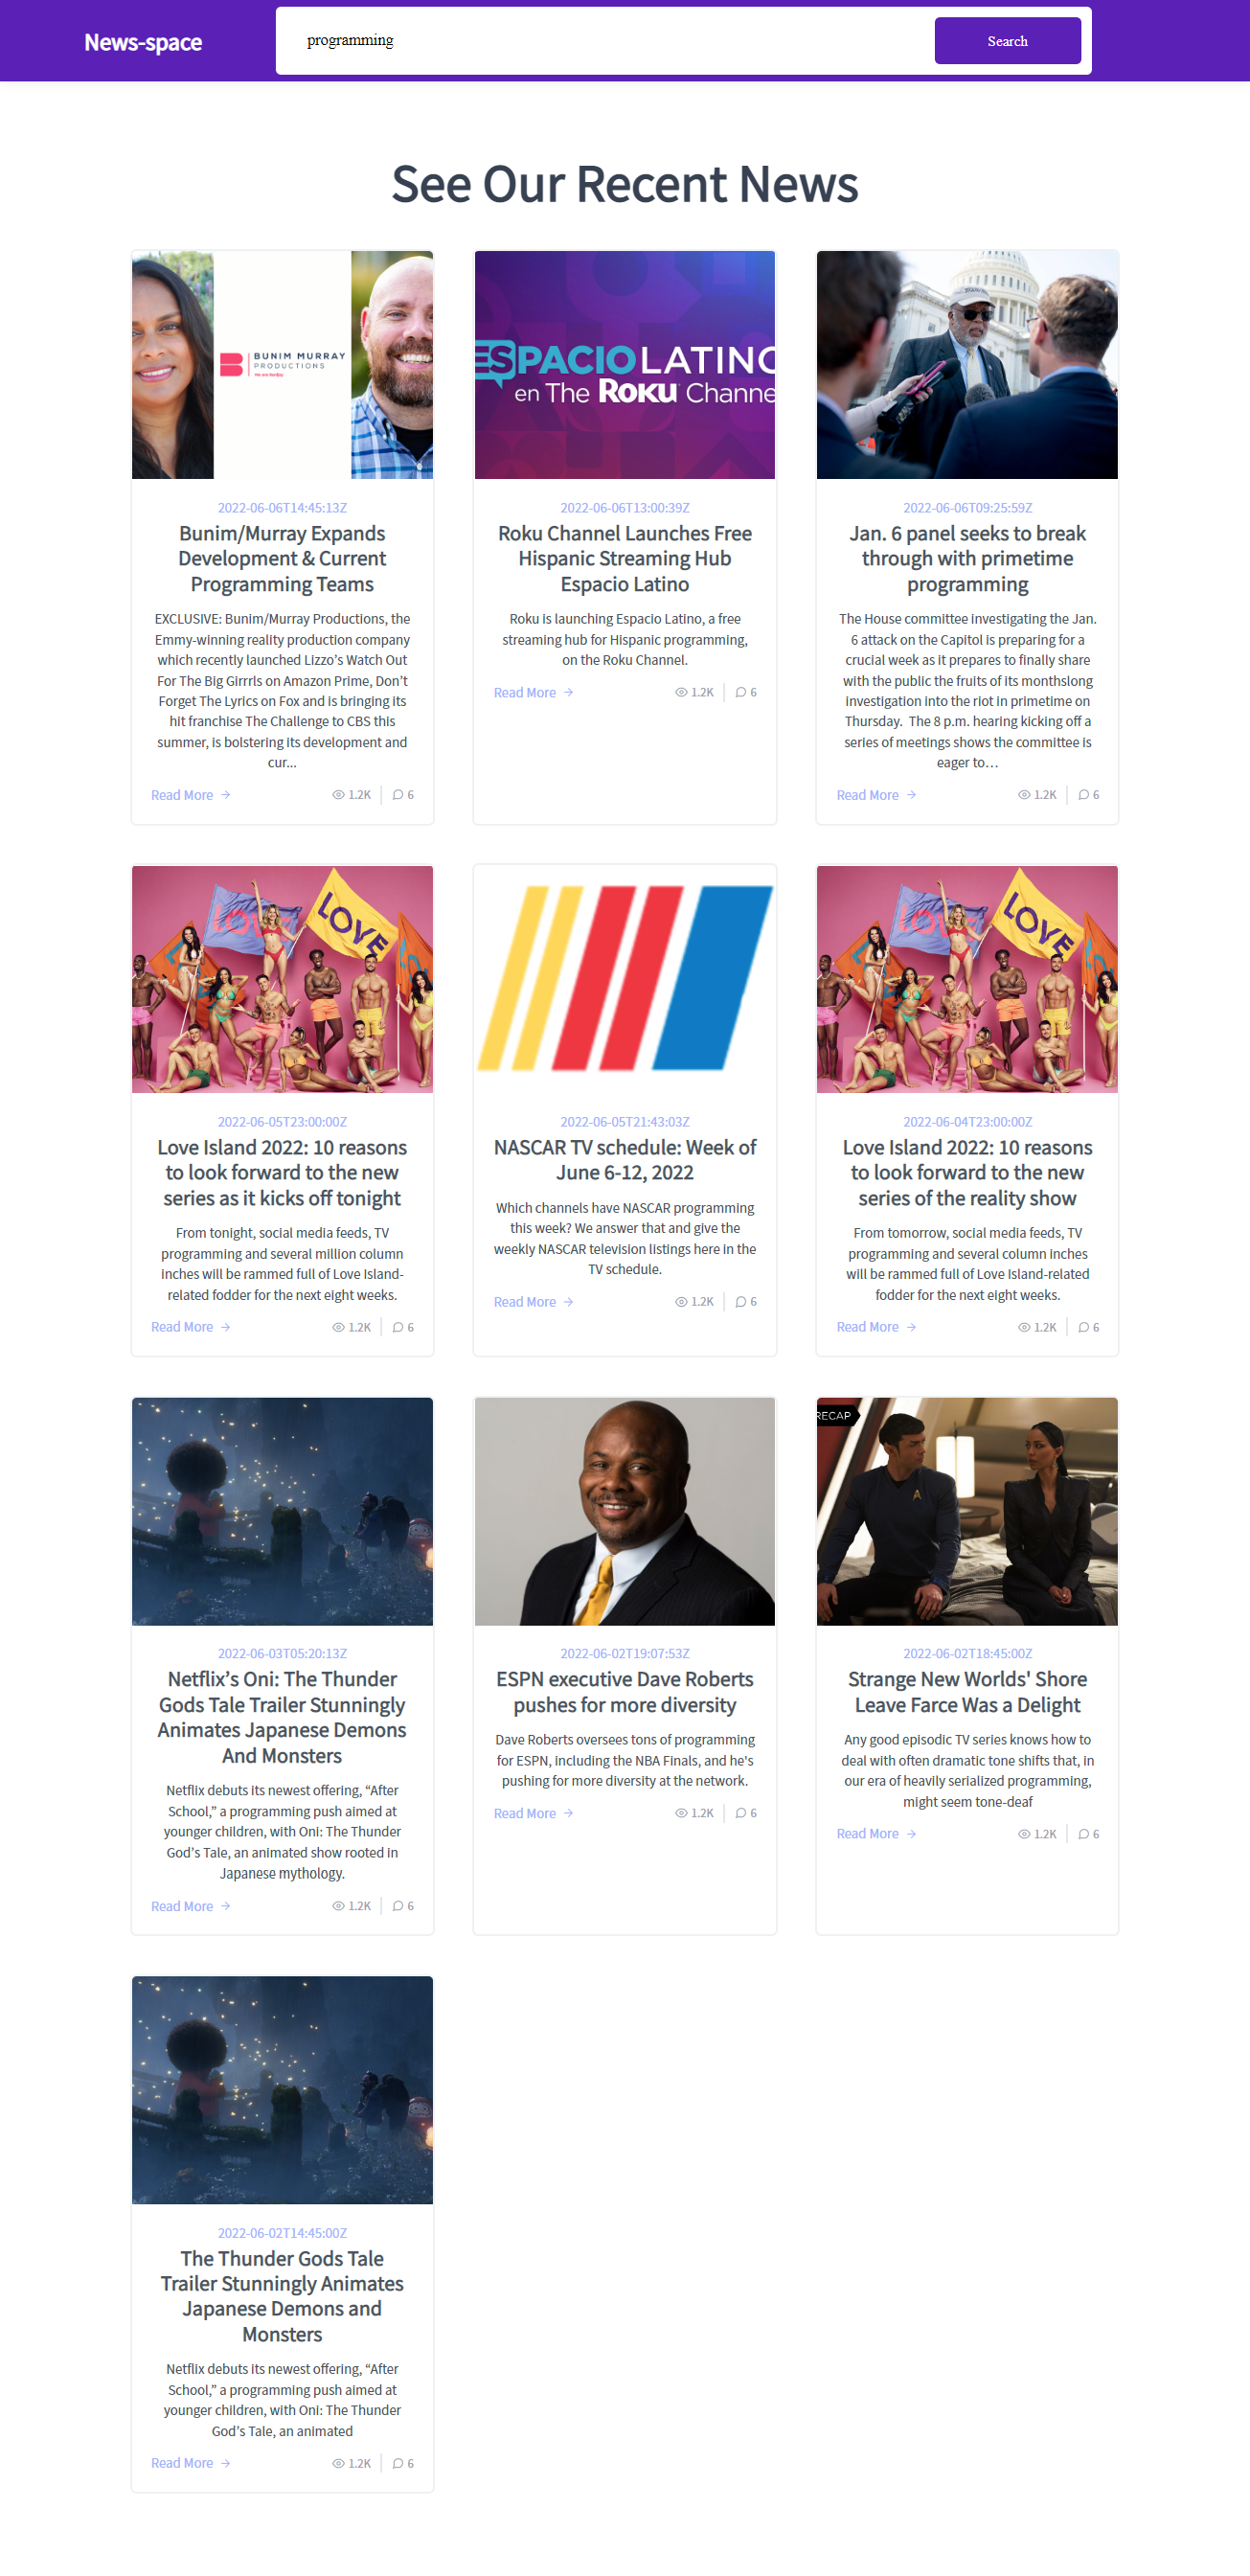 News-space
programming
Search
See Our Recent News
BUNIM MURRAY
PRODUCTIONS
ESPACIO LATINO
en The Roku Channe
2022-06-06T14:45:13Z
Bunim/Murray Expands
Development & Current
Programming Teams
EXCLUSIVE: Bunim/Murray Productions, the
Emmy-winning reality production company
which recently launched Lizzo’s Watch Out
For The Big Girrrls on Amazon Prime, Don’t
Forget The Lyrics on Fox and is bringing its
hit franchise The Challenge to CBS this
summer, is bolstering its development and
cur...
Read More → 1.2K 6
2022-06-06T13:00:39Z
Roku Channel Launches Free
Hispanic Streaming Hub
Espacio Latino
Roku is launching Espacio Latino, a free
streaming hub for Hispanic programming,
on the Roku Channel.
Read More → 1.2K 6
2022-06-06T09:25:59Z
Jan. 6 panel seeks to break
through with primetime
programming
The House committee investigating the Jan.
6 attack on the Capitol is preparing for a
crucial week as it prepares to finally share
with the public the fruits of its monthslong
investigation into the riot in primetime on
Thursday.  The 8 p.m. hearing kicking off a
series of meetings shows the committee is
eager to…
Read More → 1.2K 6
LOVE
LOVE
2022-06-05T23:00:00Z
Love Island 2022: 10 reasons
to look forward to the new
series as it kicks off tonight
From tonight, social media feeds, TV
programming and several million column
inches will be rammed full of Love Island-
related fodder for the next eight weeks.
Read More → 1.2K 6
2022-06-05T21:43:03Z
NASCAR TV schedule: Week of
June 6-12, 2022
Which channels have NASCAR programming
this week? We answer that and give the
weekly NASCAR television listings here in the
TV schedule.
Read More → 1.2K 6
LOVE
LOVE
2022-06-04T23:00:00Z
Love Island 2022: 10 reasons
to look forward to the new
series of the reality show
From tomorrow, social media feeds, TV
programming and several column inches
will be rammed full of Love Island-related
fodder for the next eight weeks.
Read More → 1.2K 6
2022-06-03T05:20:13Z
Netflix’s Oni: The Thunder
Gods Tale Trailer Stunningly
Animates Japanese Demons
And Monsters
Netflix debuts its newest offering, “After
School,” a programming push aimed at
younger children, with Oni: The Thunder
God’s Tale, an animated show rooted in
Japanese mythology.
Read More → 1.2K 6
2022-06-02T19:07:53Z
ESPN executive Dave Roberts
pushes for more diversity
Dave Roberts oversees tons of programming
for ESPN, including the NBA Finals, and he's
pushing for more diversity at the network.
Read More → 1.2K 6
RECAP
2022-06-02T18:45:00Z
Strange New Worlds' Shore
Leave Farce Was a Delight
Any good episodic TV series knows how to
deal with often dramatic tone shifts that, in
our era of heavily serialized programming,
might seem tone-deaf
Read More → 1.2K 6
2022-06-02T14:45:00Z
The Thunder Gods Tale
Trailer Stunningly Animates
Japanese Demons and
Monsters
Netflix debuts its newest offering, “After
School,” a programming push aimed at
younger children, with Oni: The Thunder
God’s Tale, an animated
Read More → 1.2K 6